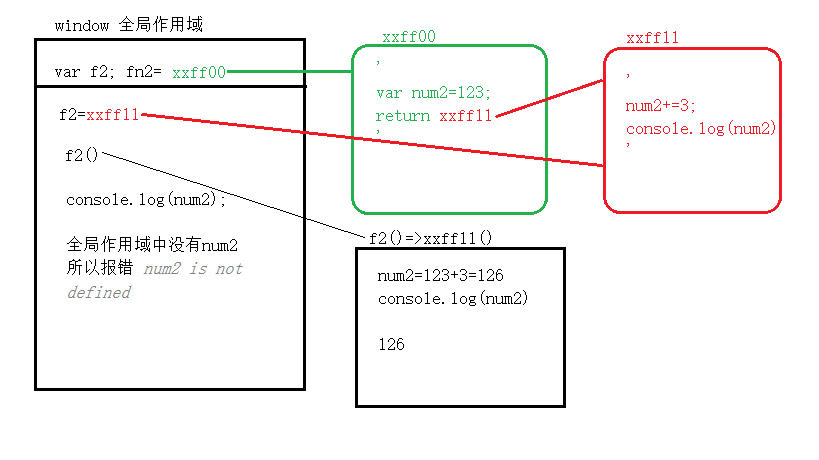 window 全局作用域
var f2; fn2= xxff00
f2=xxff11
f2()
console.log(num2);
全局作用域中没有num2
所以报错 num2 is not
defined
xxff00
'
var num2=123;
return xxff11
'
xxff11
'
num2+=3;
console.log(num2)
'
f2()=>xxff11()
num2=123+3=126
console.log(num2)
126